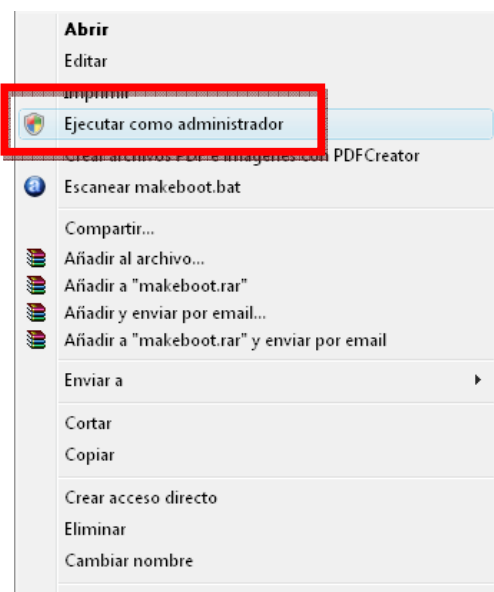 Abrir
Editar
Imprimir
Ejecutar como administrador
Crear archivos PDF e imágenes con PDFCreator
Escanear makeboot.bat
Compartir...
Añadir al archivo...
Añadir a "makeboot.rar"
Añadir y enviar por email...
Añadir a "makeboot.rar" y enviar por email
Enviar a
Cortar
Copiar
Crear acceso directo
Eliminar
Cambiar nombre